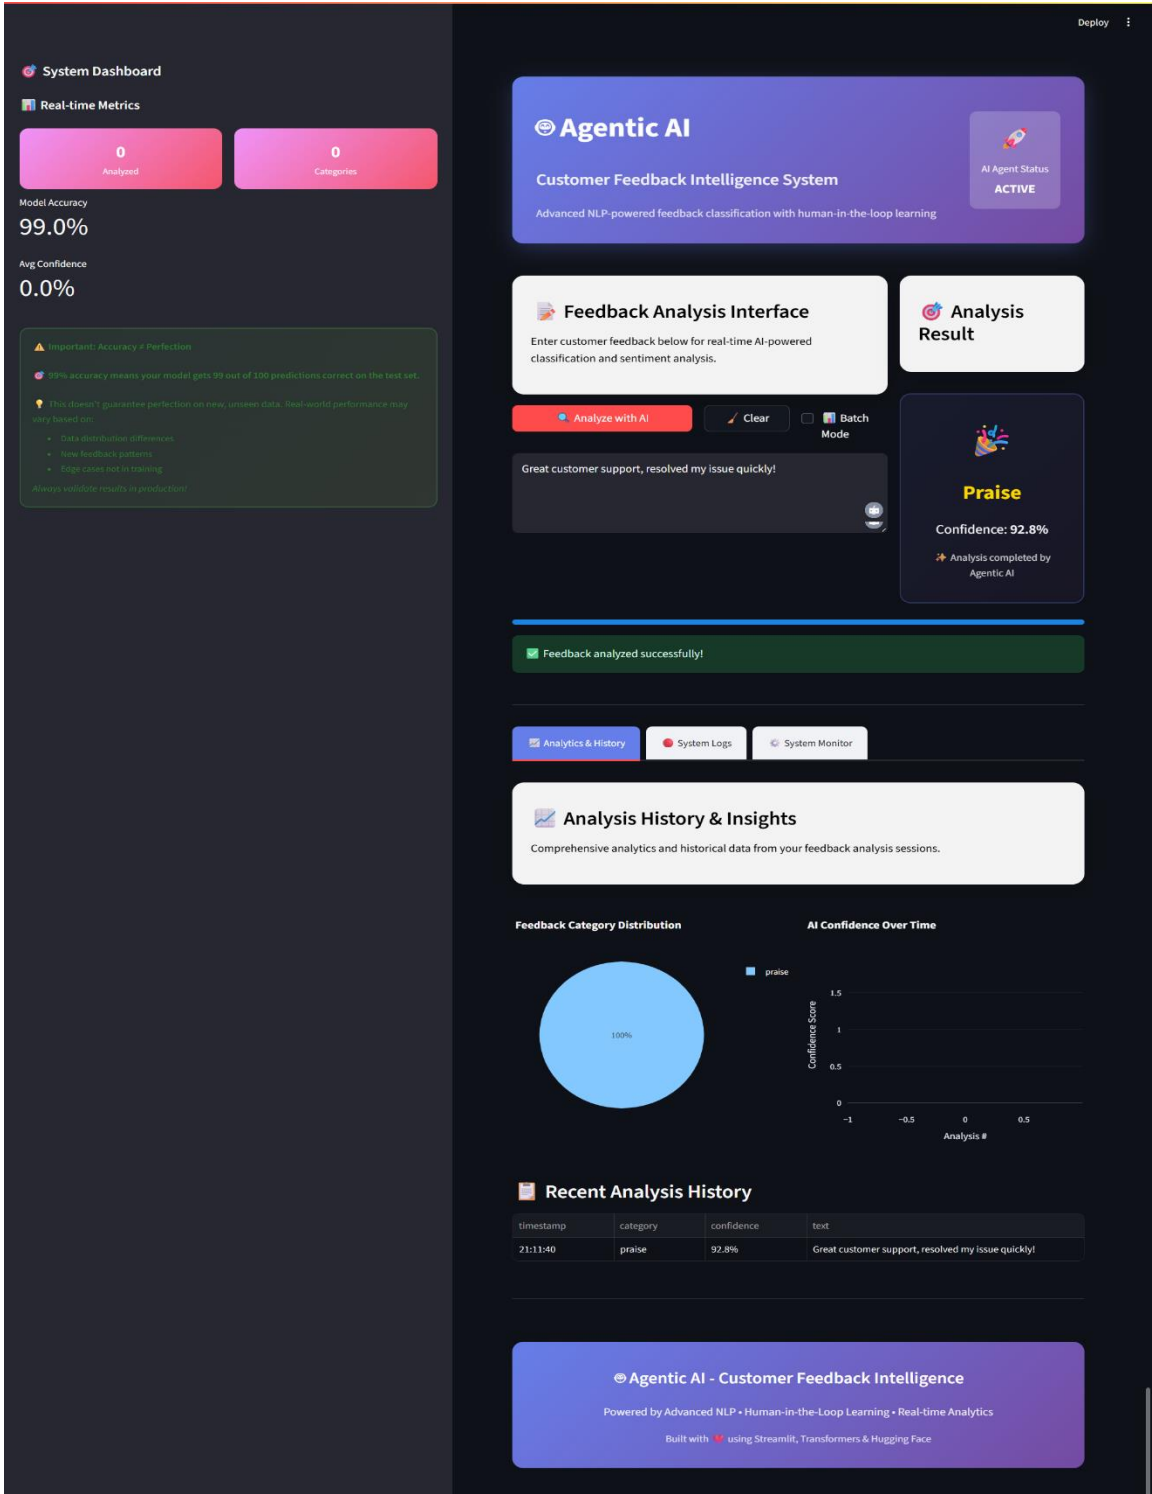 Deploy
System Dashboard
Real-time Metrics
0
Analyzed
0
Categories
Model Accuracy
99.0%
Avg Confidence
0.0%
Important: Accuracy ≠ Perfection
99% accuracy means your model gets 99 out of 100 predictions correct on the test set.
This doesn't guarantee perfection on new, unseen data. Real-world performance may
vary based on:
• Data distribution differences
• New feedback patterns
• Edge cases not in training
Always validate results in production!
Agentic AI
Customer Feedback Intelligence System
Advanced NLP-powered feedback classification with human-in-the-loop learning
AI Agent Status
ACTIVE
Feedback Analysis Interface
Enter customer feedback below for real-time AI-powered
classification and sentiment analysis.
Analyze with AI
Clear
Batch
Mode
Great customer support, resolved my issue quickly!
Analysis
Result
Praise
Confidence: 92.8%
Analysis completed by
Agentic AI
Feedback analyzed successfully!
Analytics & History
System Logs
System Monitor
Analysis History & Insights
Comprehensive analytics and historical data from your feedback analysis sessions.
Feedback Category Distribution
praise
100%
AI Confidence Over Time
Confidence Score
1.5
1
0.5
0
−1 −0.5 0 0.5
Analysis #
Recent Analysis History
timestamp category confidence text
21:11:40 praise 92.8% Great customer support, resolved my issue quickly!
Agentic AI - Customer Feedback Intelligence
Powered by Advanced NLP • Human-in-the-Loop Learning • Real-time Analytics
Built with ❤️ using Streamlit, Transformers & Hugging Face